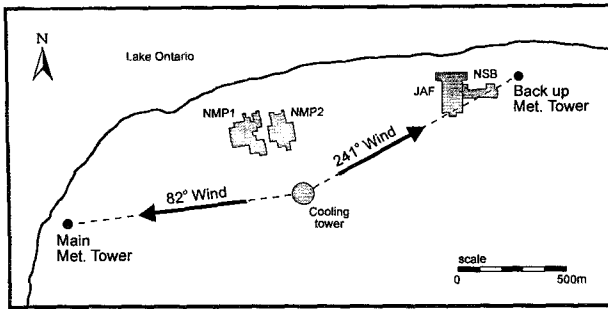 N
Lake Ontario
NMP1
NMP2
JAF
NSB
Back up
Met. Tower
241° Wind
82° Wind
Cooling
tower
Main
Met. Tower
scale
0
500m